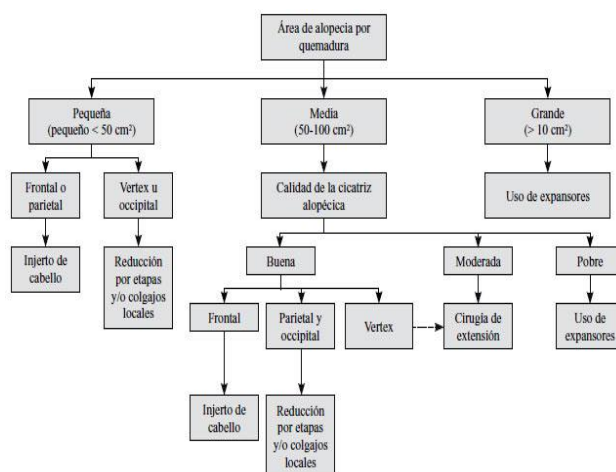 Área de alopecia por
quemadura
Pequeña
(pequeño < 50 cm²)
Media
(50-100 cm²)
Grande
(> 10 cm²)
Frontal o
parietal
Vertex u
occipital
Calidad de la cicatriz
alopécica
Uso de expansores
Injerto de
cabello
Reducción
por etapas
y/o colgajos
locales
Buena
Moderada
Pobre
Frontal
Parietal y
occipital
Vertex
Cirugía de
extensión
Uso de
expansores
Injerto de
cabello
Reducción
por etapas
y/o colgajos
locales